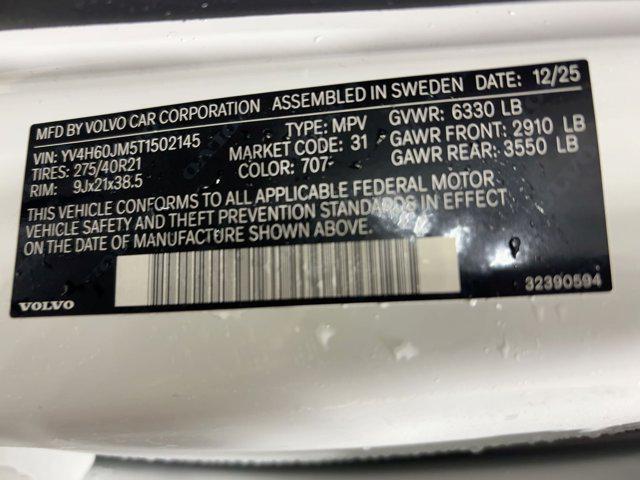 MFD BY VOLVO CAR CORPORATION ASSEMBLED IN SWEDEN DATE: 12/25
VIN: YV4H60JM5T1502145 TYPE: MPV GVWR: 6330 LB
TIRES: 275/40R21 MARKET CODE: 31 GAWR FRONT: 2910 LB
RIM: 9Jx21x38.5 COLOR: 707- GAWR REAR: 3550 LB
THIS VEHICLE CONFORMS TO ALL APPLICABLE FEDERAL MOTOR
VEHICLE SAFETY AND THEFT PREVENTION STANDARDS IN EFFECT
ON THE DATE OF MANUFACTURE SHOWN ABOVE.
VOLVO 32390594